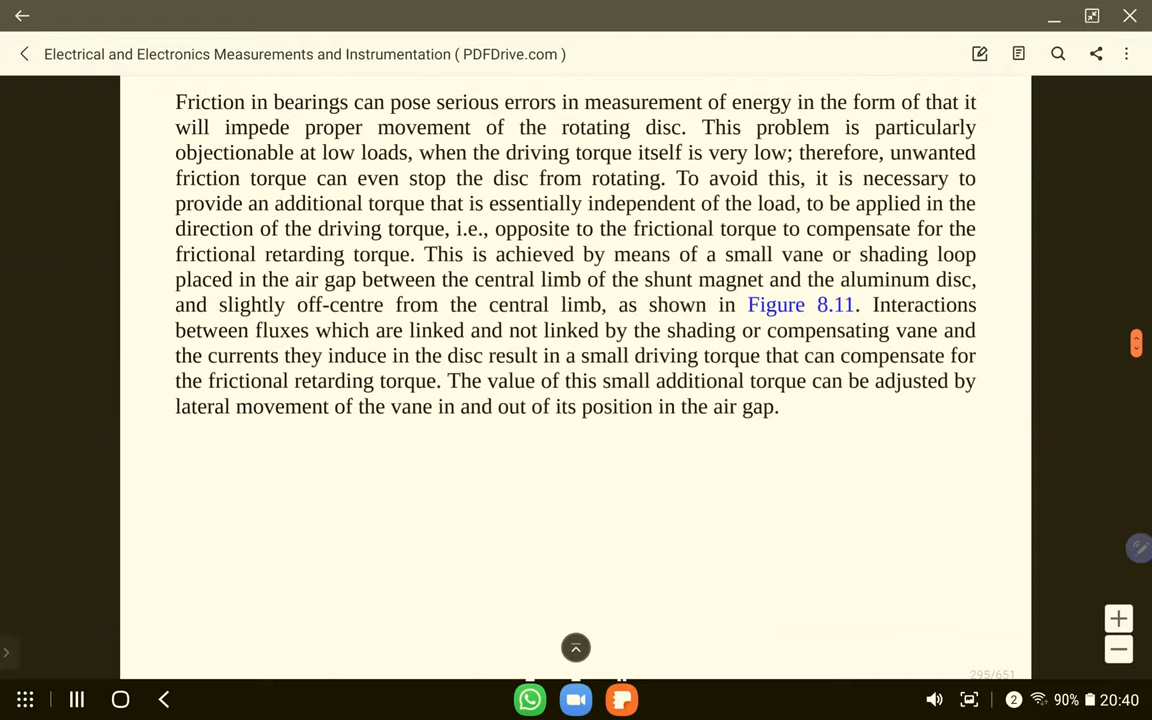 Electrical and Electronics Measurements and Instrumentation ( PDFDrive.com )
Friction in bearings can pose serious errors in measurement of energy in the form of that it
will impede proper movement of the rotating disc. This problem is particularly
objectionable at low loads, when the driving torque itself is very low; therefore, unwanted
friction torque can even stop the disc from rotating. To avoid this, it is necessary to
provide an additional torque that is essentially independent of the load, to be applied in the
direction of the driving torque, i.e., opposite to the frictional torque to compensate for the
frictional retarding torque. This is achieved by means of a small vane or shading loop
placed in the air gap between the central limb of the shunt magnet and the aluminum disc,
and slightly off-centre from the central limb, as shown in Figure 8.11. Interactions
between fluxes which are linked and not linked by the shading or compensating vane and
the currents they induce in the disc result in a small driving torque that can compensate for
the frictional retarding torque. The value of this small additional torque can be adjusted by
lateral movement of the vane in and out of its position in the air gap.
295/651
2 90% 20:40